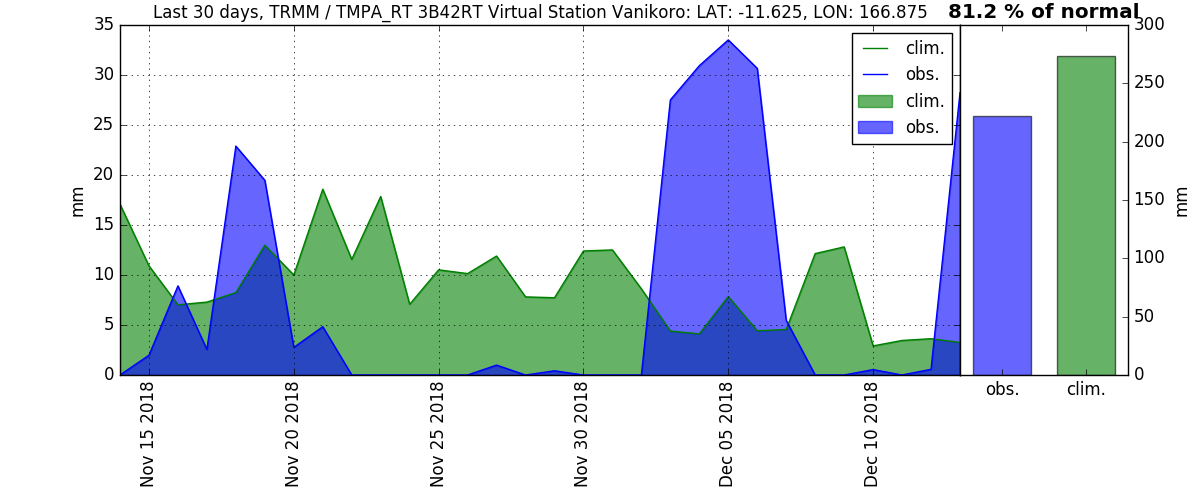 Last 30 days, TRMM / TMPA_RT 3B42RT Virtual Station Vanikoro: LAT: -11.625, LON: 166.875
81.2 % of normal
35
30
25
20
15
10
5
0
mm
clim.
obs.
clim.
obs.
Nov 15 2018
Nov 20 2018
Nov 25 2018
Nov 30 2018
Dec 05 2018
Dec 10 2018
300
250
200
150
100
50
0
mm
obs.
clim.